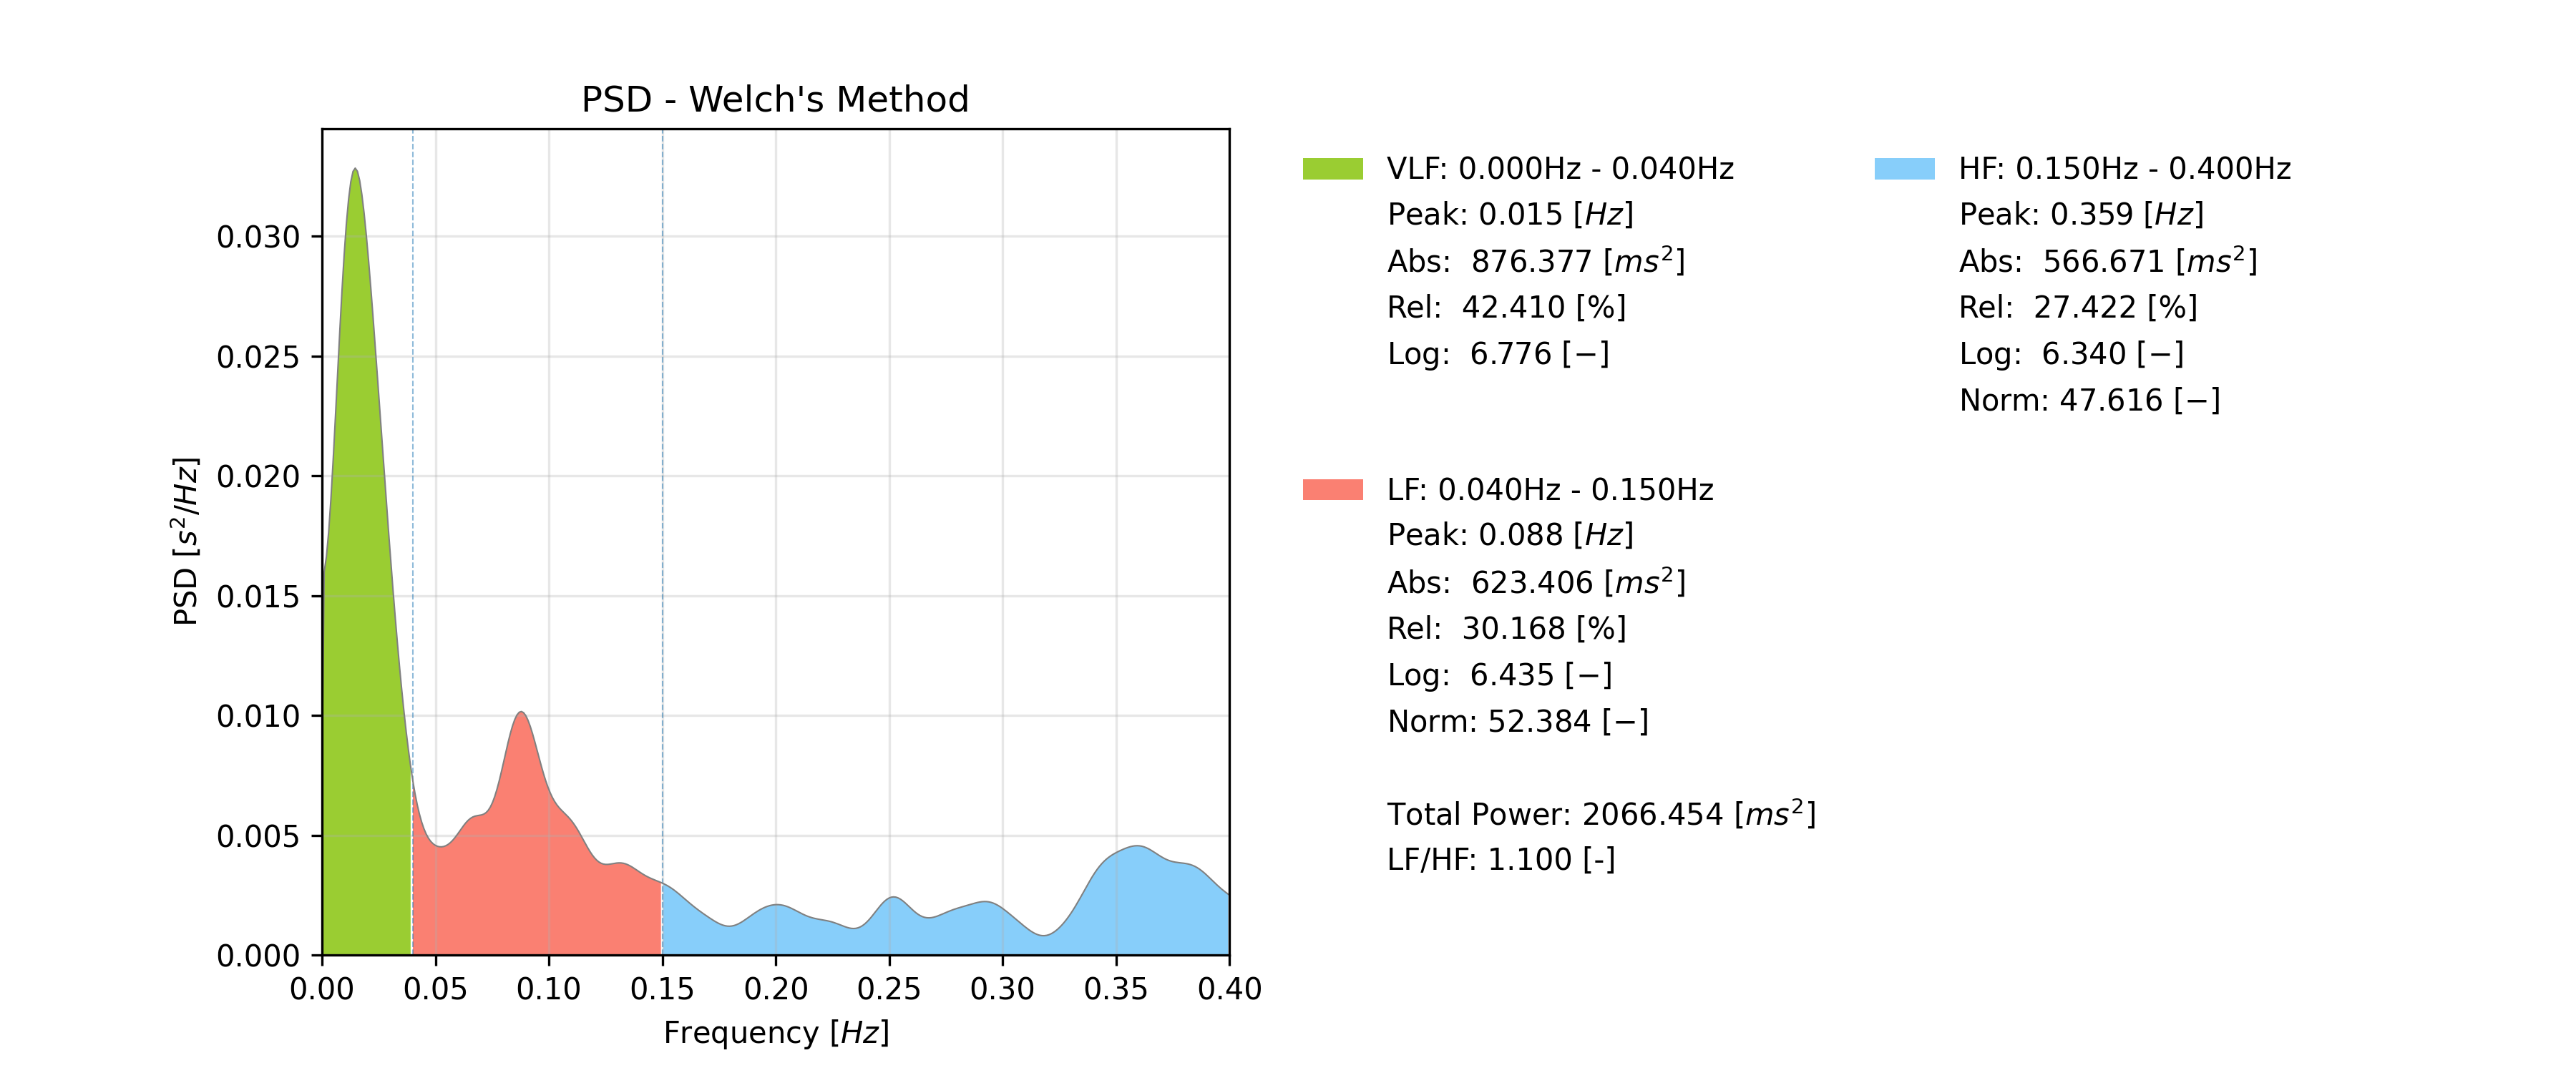 PSD - Welch's Method
PSD [s²/Hz]
0.030
0.025
0.020
0.015
0.010
0.005
0.000
0.00 0.05 0.10 0.15 0.20 0.25 0.30 0.35 0.40
Frequency [Hz]
VLF: 0.000Hz - 0.040Hz
Peak: 0.015 [Hz]
Abs: 876.377 [ms²]
Rel: 42.410 [%]
Log: 6.776 [−]
LF: 0.040Hz - 0.150Hz
Peak: 0.088 [Hz]
Abs: 623.406 [ms²]
Rel: 30.168 [%]
Log: 6.435 [−]
Norm: 52.384 [−]
Total Power: 2066.454 [ms²]
LF/HF: 1.100 [-]
HF: 0.150Hz - 0.400Hz
Peak: 0.359 [Hz]
Abs: 566.671 [ms²]
Rel: 27.422 [%]
Log: 6.340 [−]
Norm: 47.616 [−]